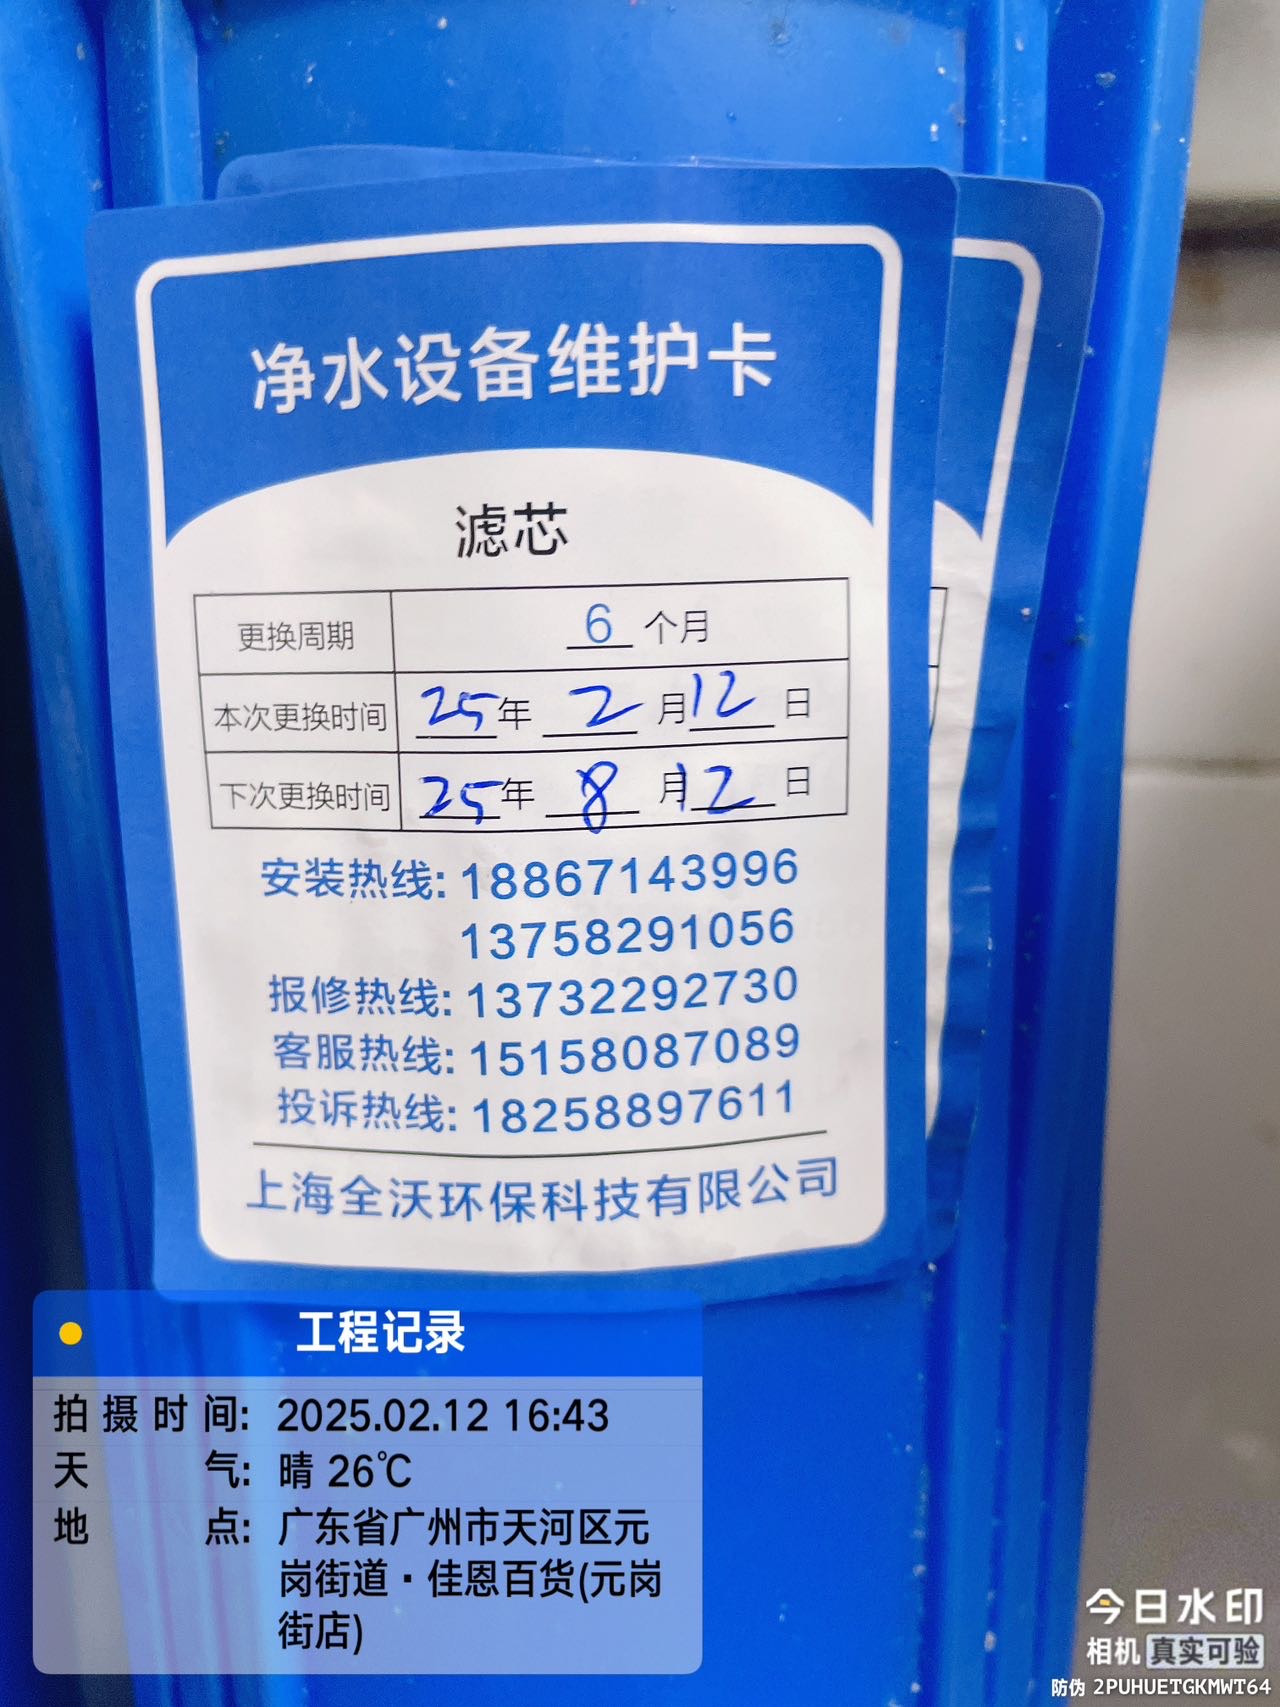 净水设备维护卡
滤芯
更换周期 6 个月
本次更换时间 25年 2 月12 日
下次更换时间 25年 8 月12 日
安装热线: 18867143996
13758291056
报修热线: 13732292730
客服热线: 15158087089
投诉热线: 18258897611
上海全沃环保科技有限公司
工程记录
拍摄时间: 2025.02.12 16:43
天气: 晴 26℃
地点: 广东省广州市天河区元
岗街道·佳恩百货(元岗
街店)
今日水印
相机 真实可验
防伪 2PUHUETGKMWT64